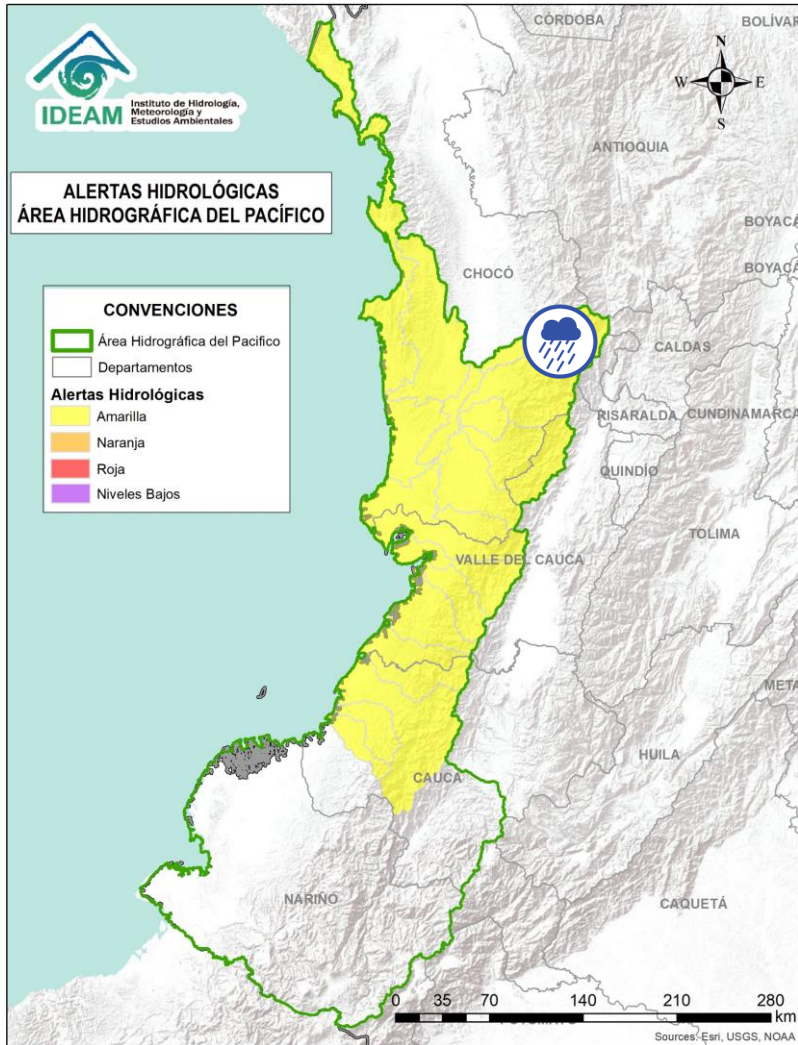 CÓRDOBA
BOLÍVAR
IDEAM
Instituto de Hidrología,
Meteorología y
Estudios Ambientales
N
W
E
S
ANTIOQUIA
ALERTAS HIDROLÓGICAS
ÁREA HIDROGRÁFICA DEL PACÍFICO
BOYACÁ
BOYACÁ
CHOCÓ
CONVENCIONES
Área Hidrográfica del Pacifico
Departamentos
Alertas Hidrológicas
Amarilla
Naranja
Roja
Niveles Bajos
CALDAS
RISARALDA
CUNDINAMARCA
QUINDÍO
TOLIMA
VALLE DEL CAUCA
META
HUILA
CAUCA
NARIÑO
CAQUETÁ
0 35 70 140 210 280
km
Sources: Esri, USGS, NOAA